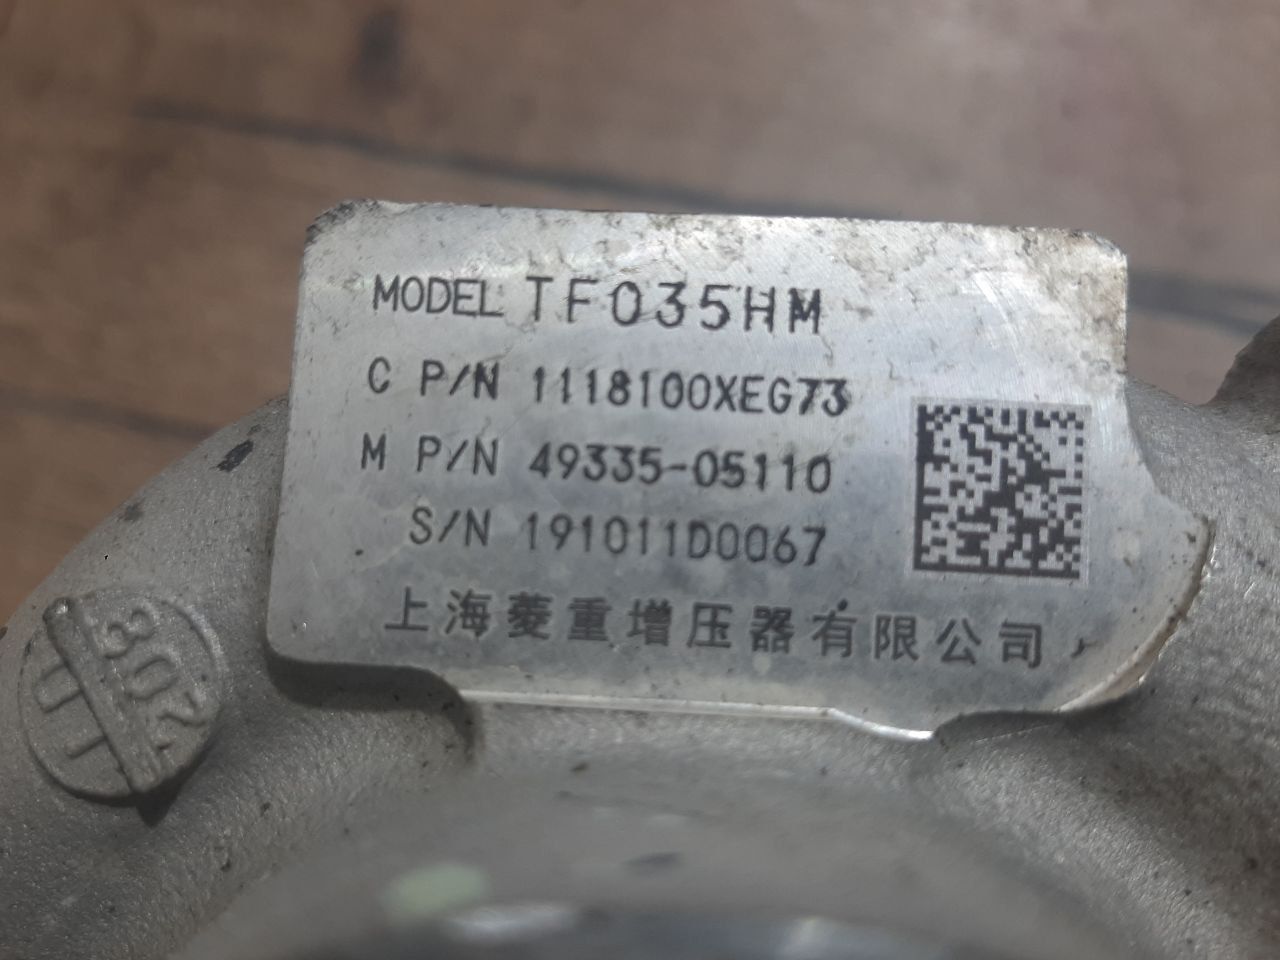 MODEL TF035HM
C P/N 1118100XEG73
M P/N 49335-05110
S/N 191011D0067
上海菱重增压器有限公司
302